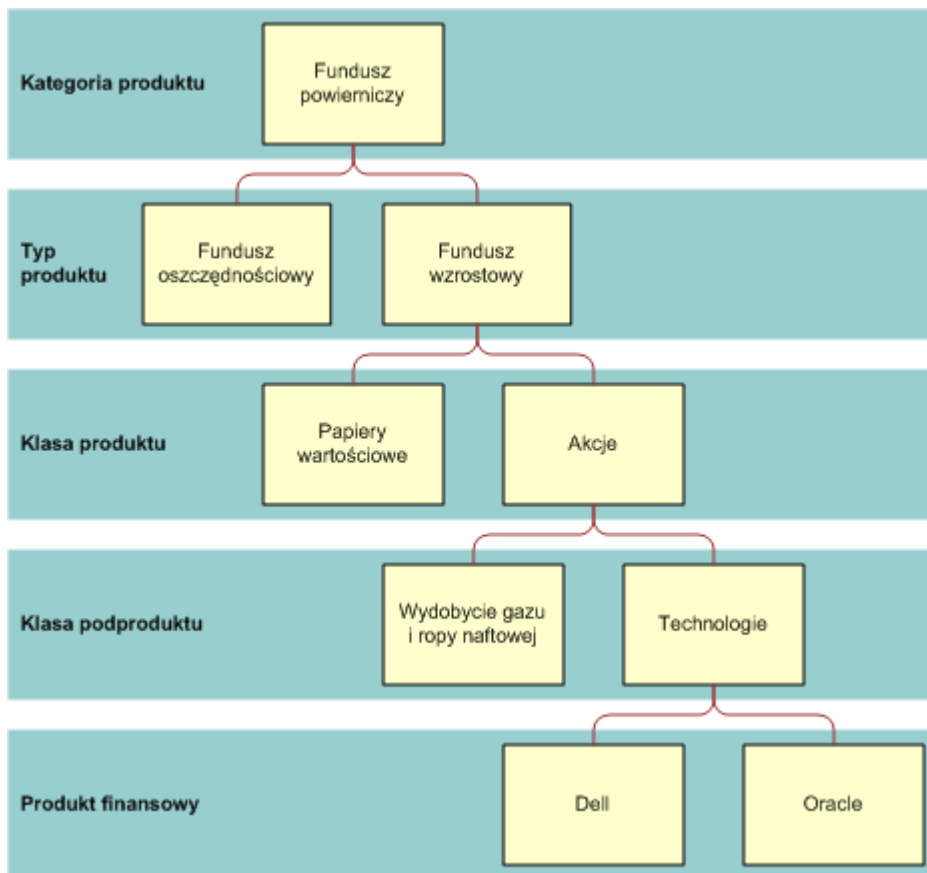 Kategoria produktu
Fundusz
powierniczy
Typ
produktu
Fundusz
oszczędnościowy
Fundusz
wzrostowy
Klasa produktu
Papiery
wartościowe
Akcje
Klasa podproduktu
Wydobycie gazu
i ropy naftowej
Technologie
Produkt finansowy
Dell
Oracle